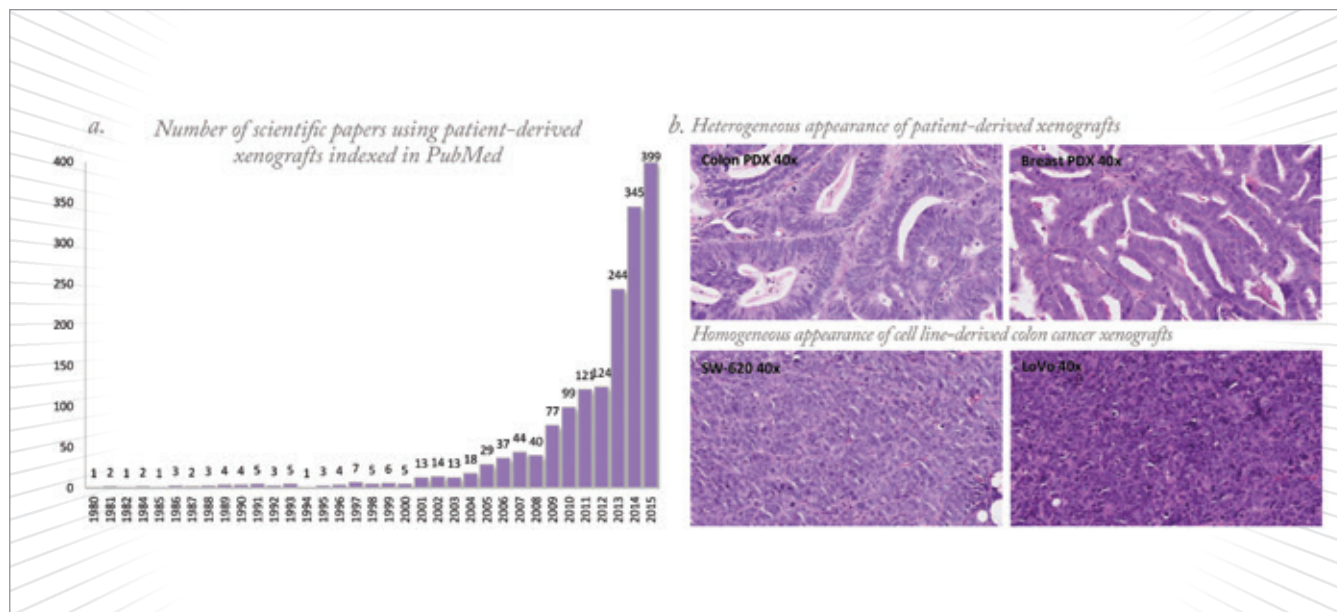 a.
Number of scientific papers using patient-derived
xenografts indexed in PubMed
400
350
300
250
200
150
100
50
0
1 2 1 2 1 3 2 3 4 4 5 3 5 1 3 4 7 5 6 5 13 14 13 18 29 37 44 40 77 99 121 124 244 345 399
1980 1981 1982 1984 1985 1986 1987 1988 1989 1990 1991 1992 1993 1994 1995 1996 1997 1998 1999 2000 2001 2002 2003 2004 2005 2006 2007 2008 2009 2010 2011 2012 2013 2014 2015
b. Heterogeneous appearance of patient-derived xenografts
Colon PDX 40x
Breast PDX 40x
Homogeneous appearance of cell line-derived colon cancer xenografts
SW-620 40x
LoVo 40x